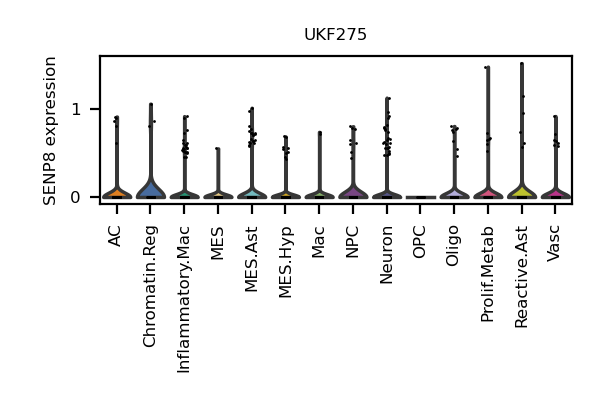 UKF275
SENP8 expression
1
0
AC
Chromatin.Reg
Inflammatory.Mac
MES
MES.Ast
MES.Hyp
Mac
NPC
Neuron
OPC
Oligo
Prolif.Metab
Reactive.Ast
Vasc